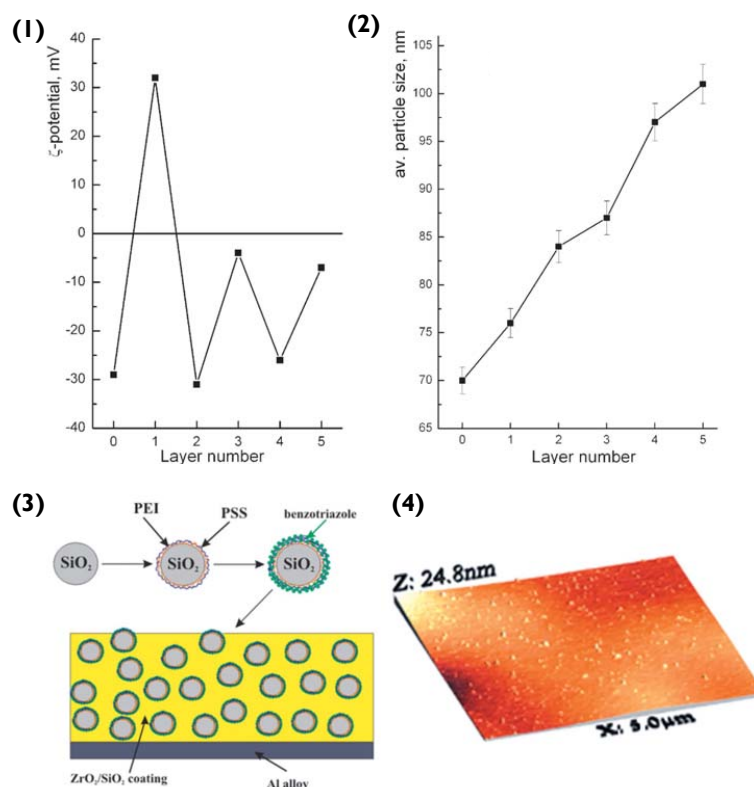 (1)
ζ-potential, mV
40
30
20
10
0
-10
-20
-30
-40
0 1 2 3 4 5
Layer number
(2)
av. particle size, nm
105
100
95
90
85
80
75
70
65
0 1 2 3 4 5
Layer number
(3)
PEI PSS benzotriazole
SiO₂ SiO₂ SiO₂
ZrO₂/SiO₂ coating Al alloy
(4)
Z: 24.8nm
X: 5.0µm